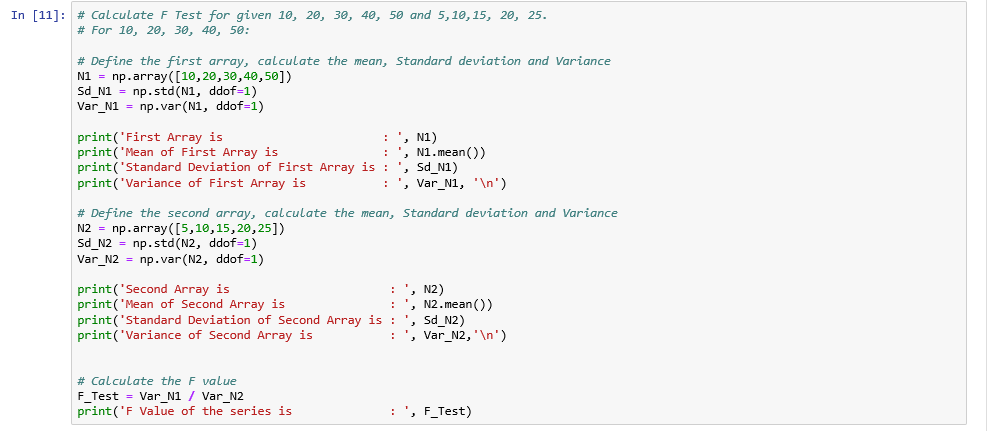 In [11]: # Calculate F Test for given 10, 20, 30, 40, 50 and 5,10,15, 20, 25.
# For 10, 20, 30, 40, 50:
# Define the first array, calculate the mean, Standard deviation and Variance
N1 = np.array([10,20,30,40,50])
Sd_N1 = np.std(N1, ddof=1)
Var_N1 = np.var(N1, ddof=1)
print('First Array is                       : ', N1)
print('Mean of First Array is               : ', N1.mean())
print('Standard Deviation of First Array is : ', Sd_N1)
print('Variance of First Array is           : ', Var_N1, '\n')
# Define the second array, calculate the mean, Standard deviation and Variance
N2 = np.array([5,10,15,20,25])
Sd_N2 = np.std(N2, ddof=1)
Var_N2 = np.var(N2, ddof=1)
print('Second Array is                       : ', N2)
print('Mean of Second Array is               : ', N2.mean())
print('Standard Deviation of Second Array is : ', Sd_N2)
print('Variance of Second Array is           : ', Var_N2,'\n')
# Calculate the F value
F_Test = Var_N1 / Var_N2
print('F Value of the series is              : ', F_Test)